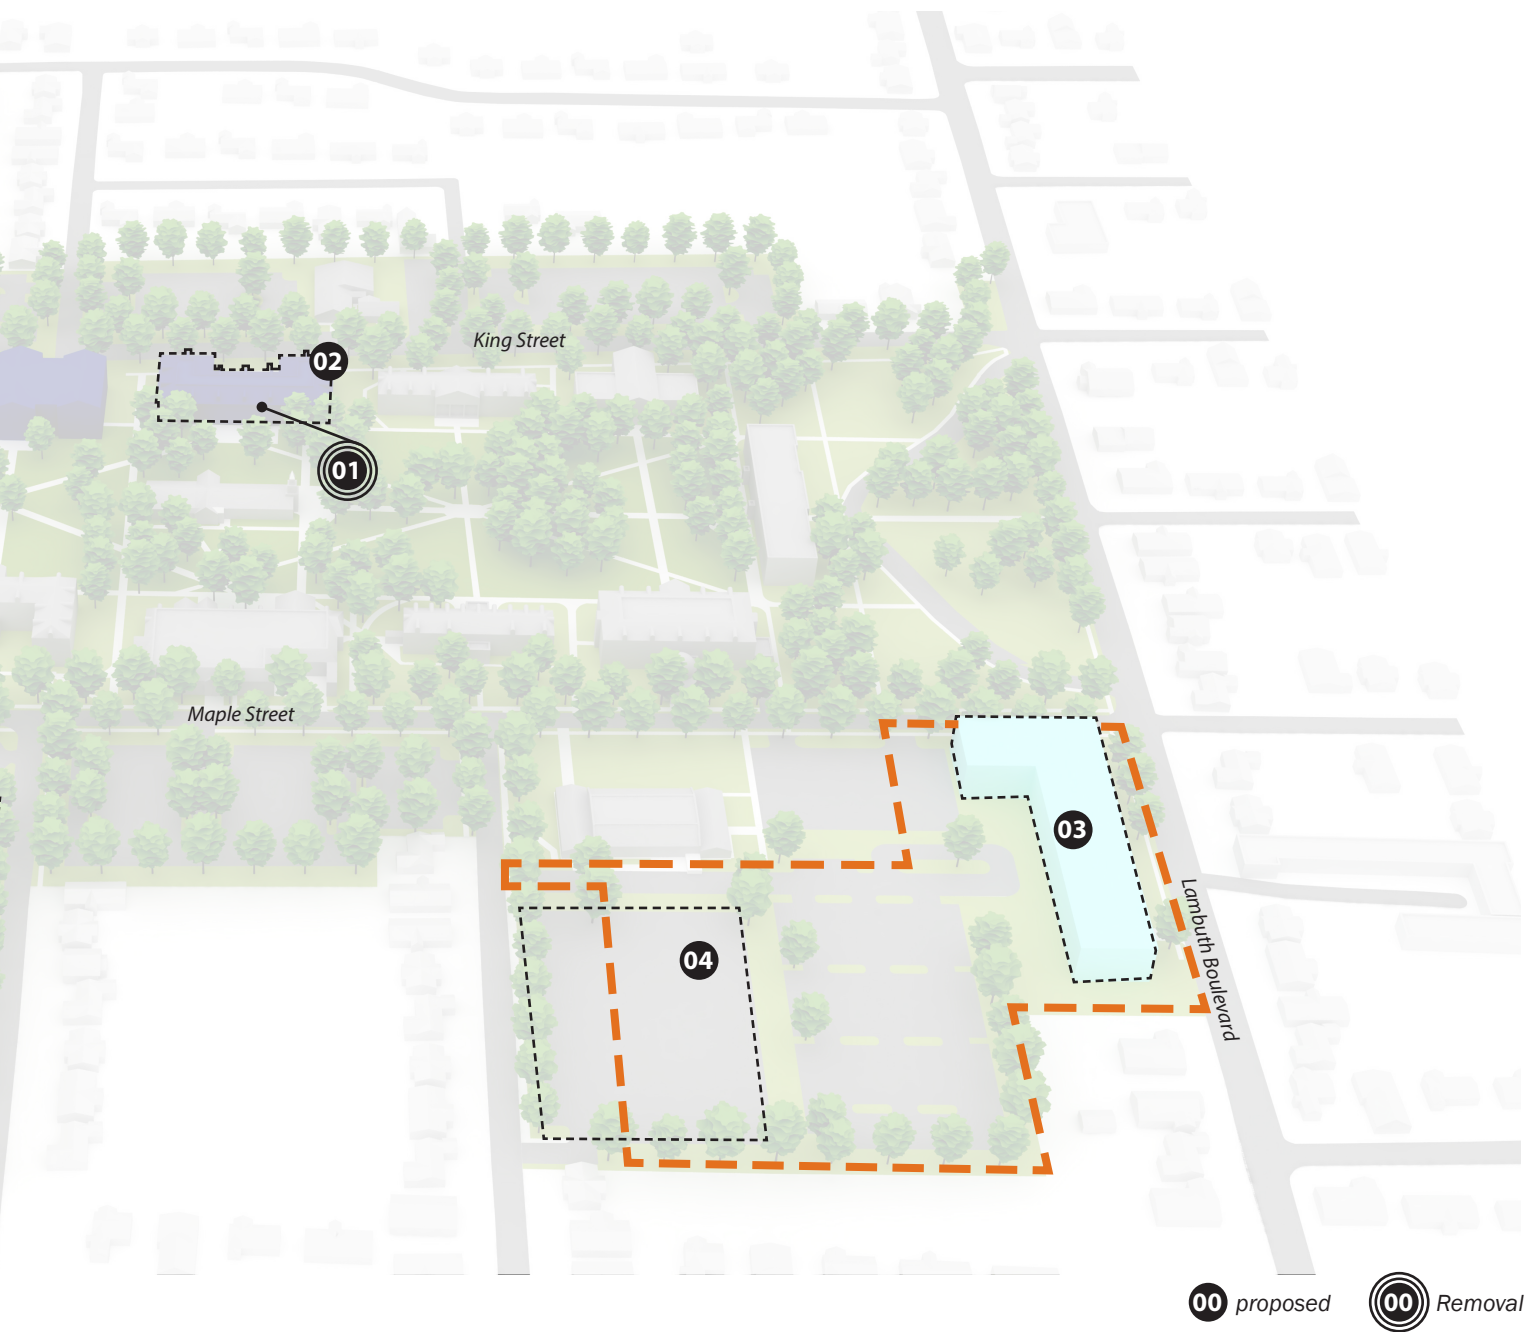 King Street
02
01
Maple Street
03
Lambuth Boulevard
04
00 proposed
00 Removal